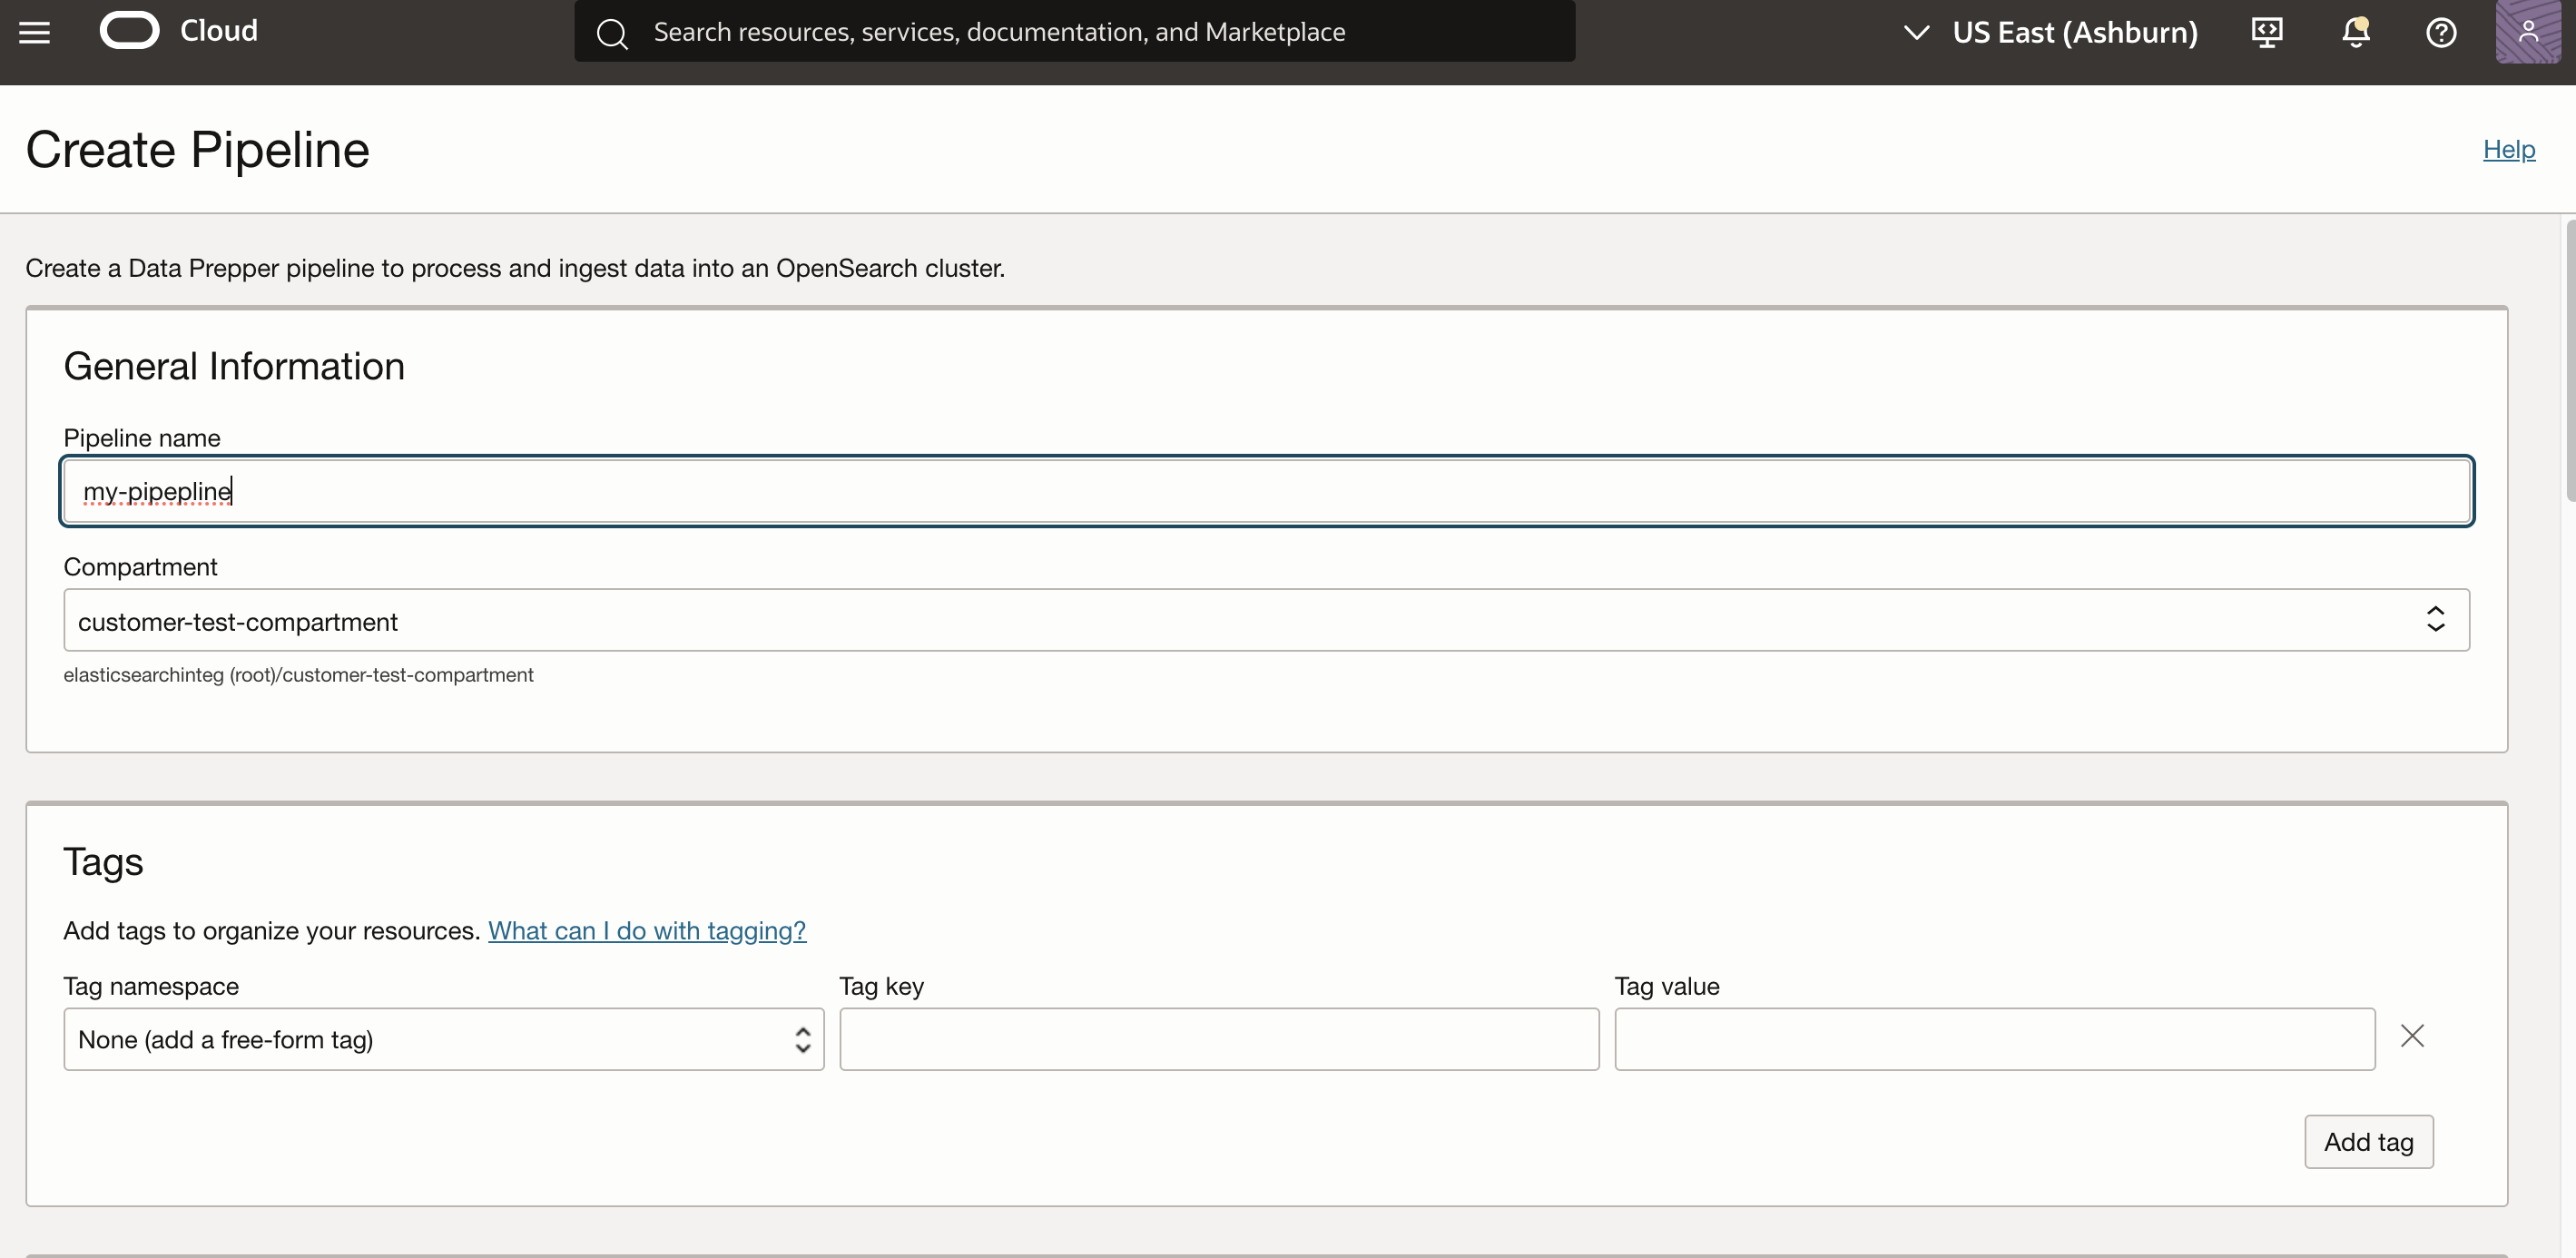 Cloud
Search resources, services, documentation, and Marketplace
US East (Ashburn)
Create Pipeline
Help
Create a Data Prepper pipeline to process and ingest data into an OpenSearch cluster.
General Information
Pipeline name
my-pipepline
Compartment
customer-test-compartment
elasticsearchinteg (root)/customer-test-compartment
Tags
Add tags to organize your resources. What can I do with tagging?
Tag namespace Tag key Tag value
None (add a free-form tag)
Add tag